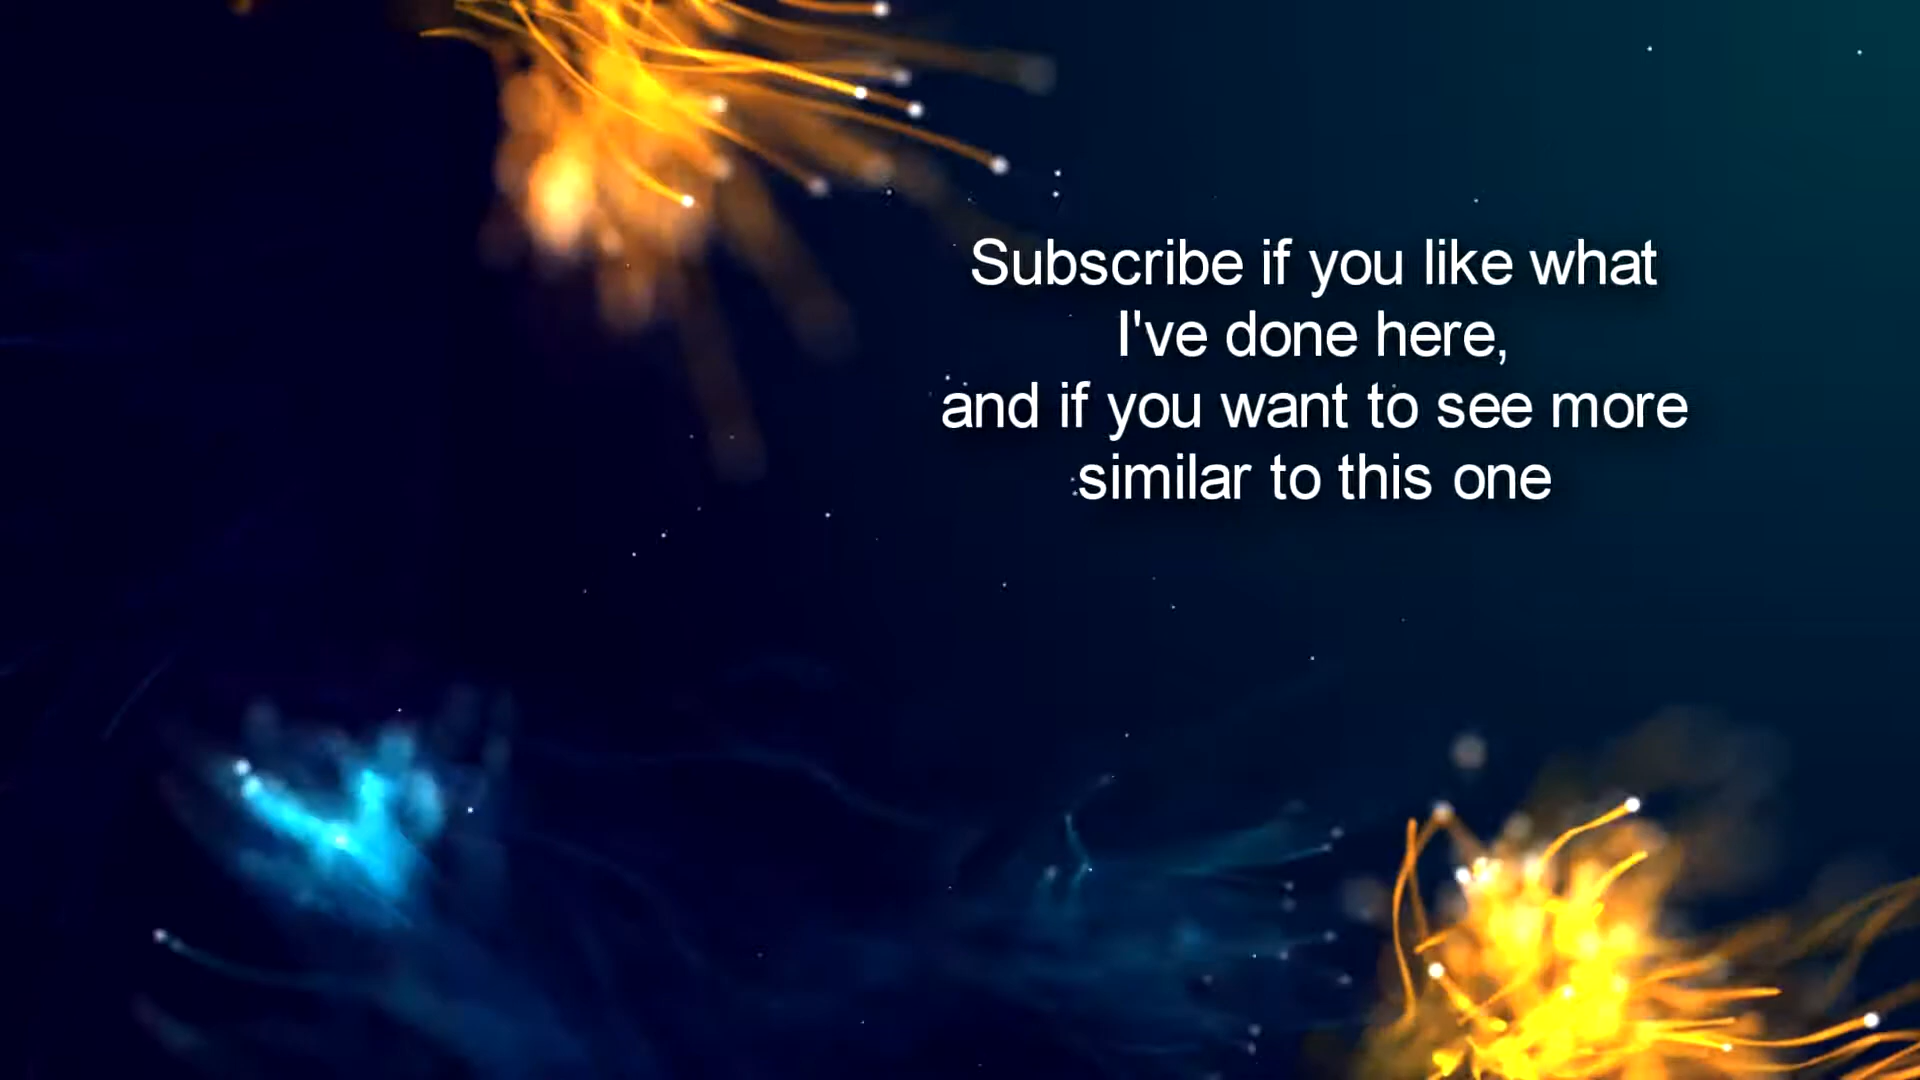 Subscribe if you like what
I've done here,
and if you want to see more
similar to this one